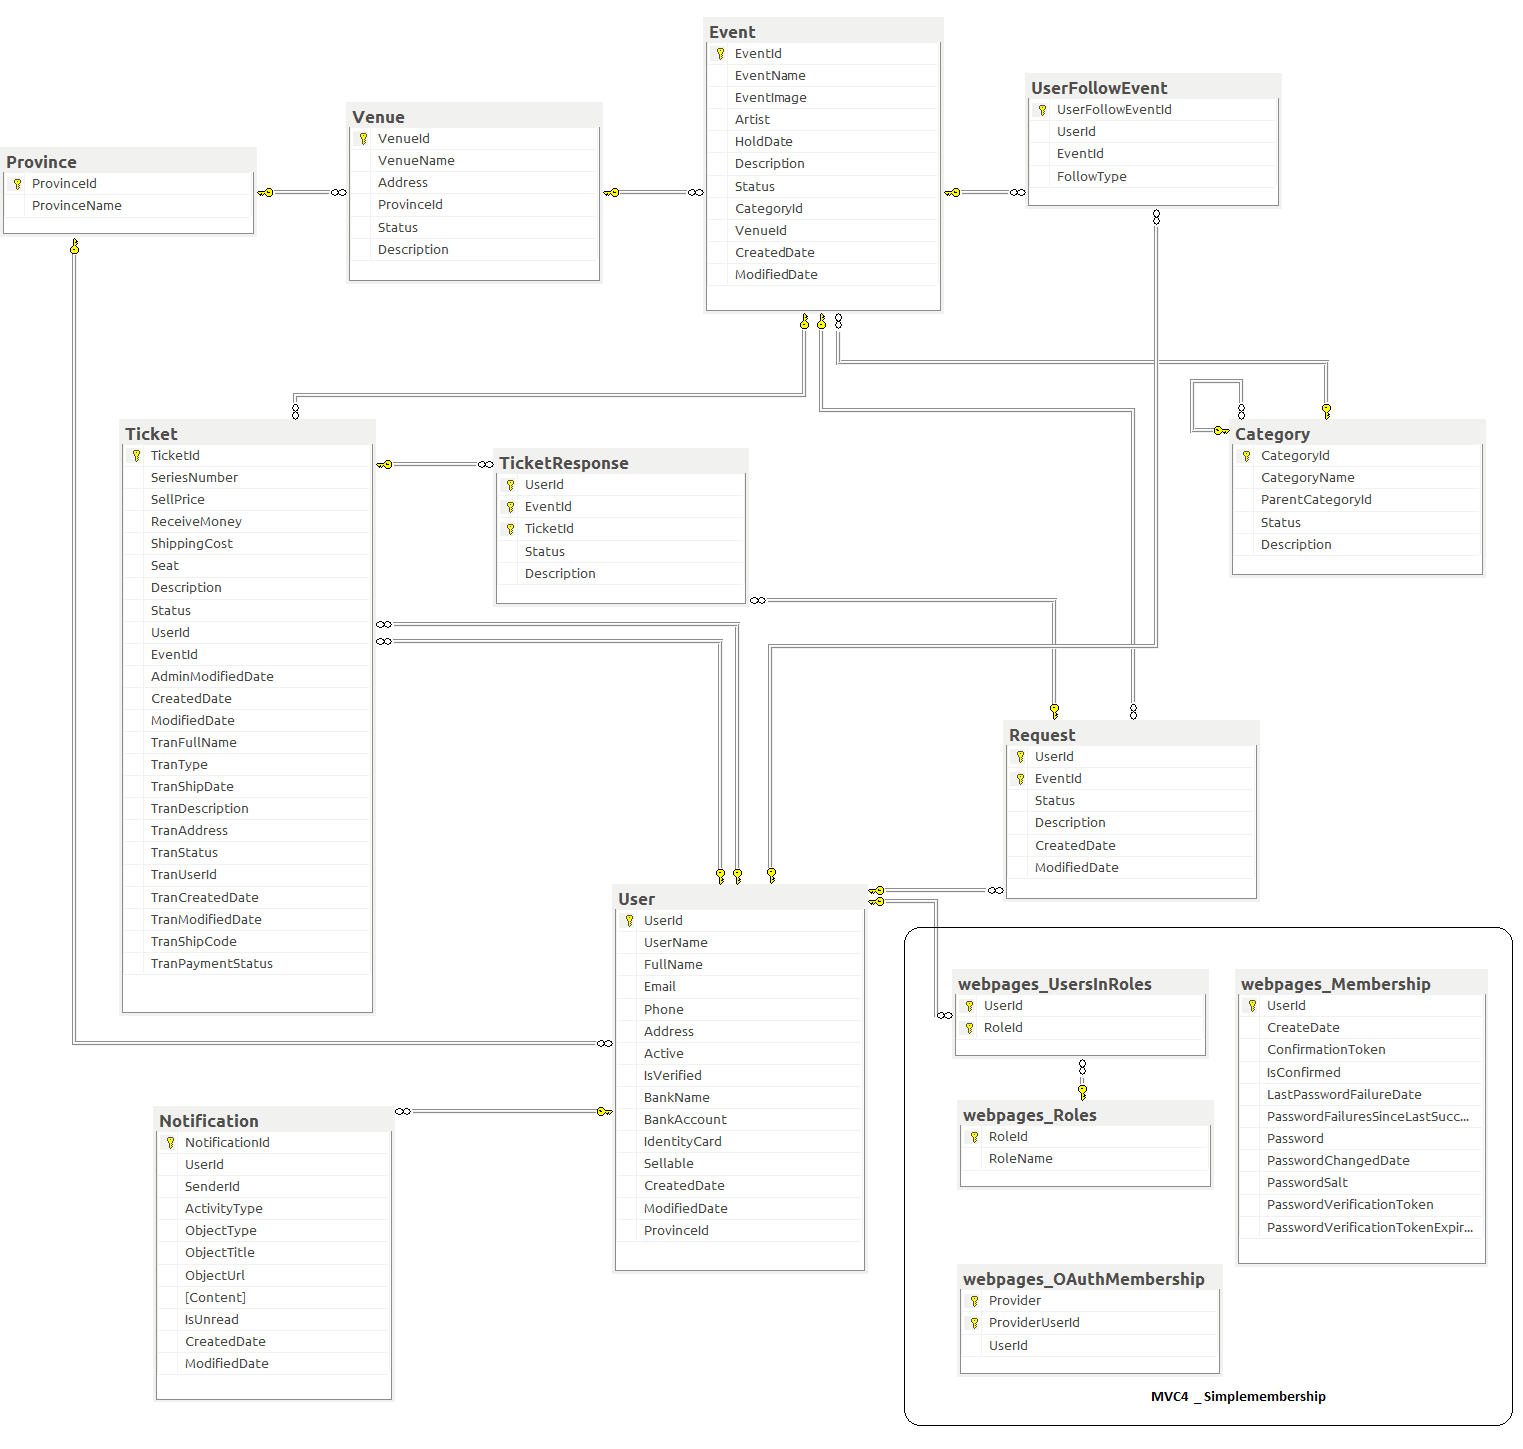 Event
EventId
EventName
EventImage
Artist
HoldDate
Description
Status
CategoryId
VenueId
CreatedDate
ModifiedDate
UserFollowEvent
UserFollowEventId
UserId
EventId
FollowType
Venue
VenueId
VenueName
Address
ProvinceId
Status
Description
Province
ProvinceId
ProvinceName
Ticket
TicketId
SeriesNumber
SellPrice
ReceiveMoney
ShippingCost
Seat
Description
Status
UserId
EventId
AdminModifiedDate
CreatedDate
ModifiedDate
TranFullName
TranType
TranShipDate
TranDescription
TranAddress
TranStatus
TranUserId
TranCreatedDate
TranModifiedDate
TranShipCode
TranPaymentStatus
TicketResponse
UserId
EventId
TicketId
Status
Description
Category
CategoryId
CategoryName
ParentCategoryId
Status
Description
Request
UserId
EventId
Status
Description
CreatedDate
ModifiedDate
User
UserId
UserName
FullName
Email
Phone
Address
Active
IsVerified
BankName
BankAccount
IdentityCard
Sellable
CreatedDate
ModifiedDate
ProvinceId
Notification
NotificationId
UserId
SenderId
ActivityType
ObjectType
ObjectTitle
ObjectUrl
[Content]
IsUnread
CreatedDate
ModifiedDate
webpages_UsersInRoles
UserId
RoleId
webpages_Membership
UserId
CreateDate
ConfirmationToken
IsConfirmed
LastPasswordFailureDate
PasswordFailuresSinceLastSucc...
Password
PasswordChangedDate
PasswordSalt
PasswordVerificationToken
PasswordVerificationTokenExpir...
webpages_Roles
RoleId
RoleName
webpages_OAuthMembership
Provider
ProviderUserId
UserId
MVC4 _ Simplemembership